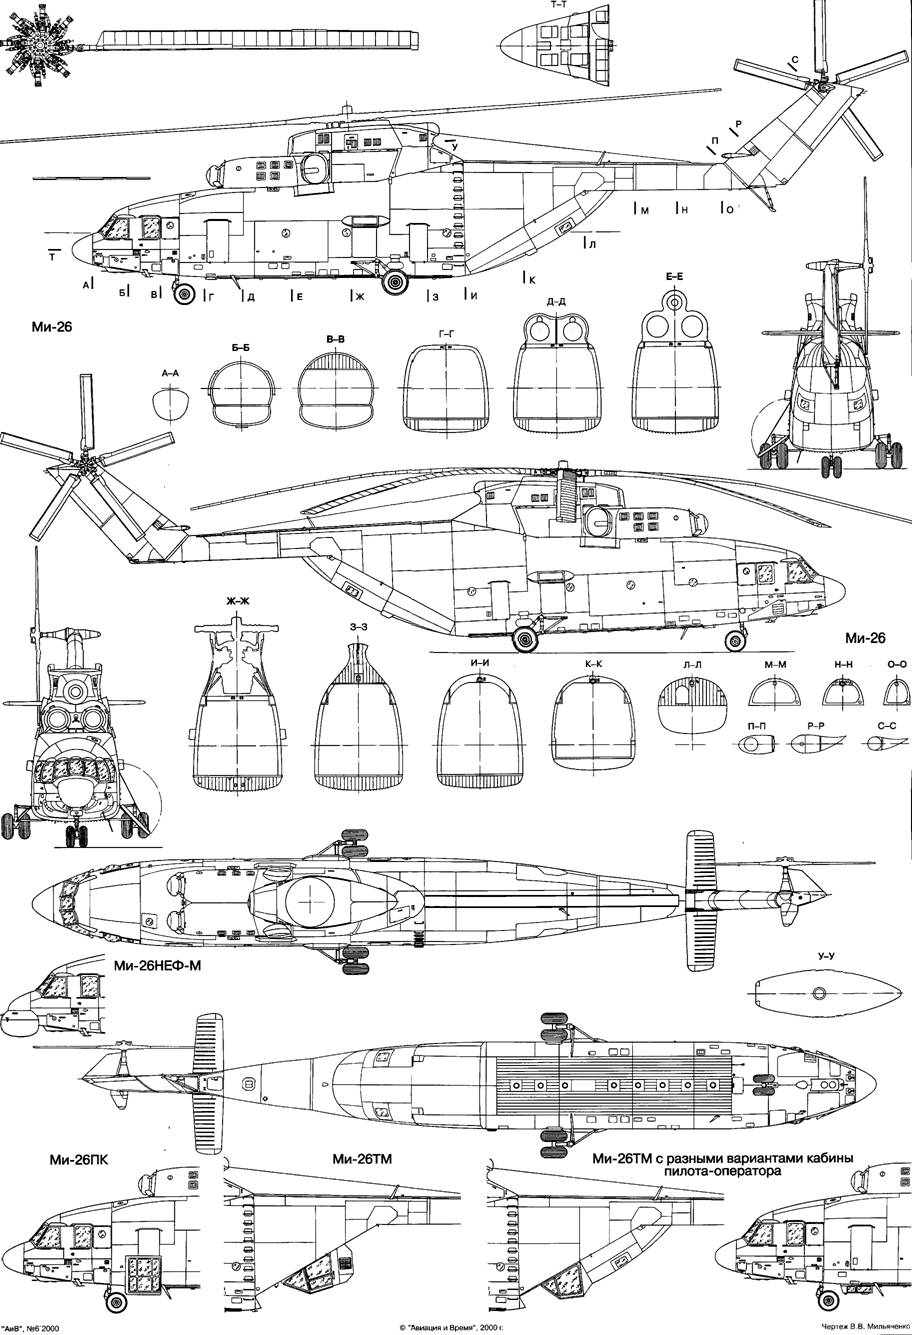 Т–Т
С
Р
П
У
М
Н
О
Л
Т
К
А
Б
В
Г
Д
Е
Ж
З
И
Ми-26
А–А
Б–Б
В–В
Г–Г
Д–Д
Е–Е
Ми-26
Ж–Ж
З–З
И–И
К–К
Л–Л
М–М
Н–Н
О–О
П–П
Р–Р
С–С
Ми-26НЕФ-М
У–У
Ми-26ПК
Ми-26ТМ
Ми-26ТМ с разными вариантами кабины
пилота-оператора
"АиВ", №6'2000
© "Авиация и Время", 2000 г.
Чертеж В.В. Мильяченко